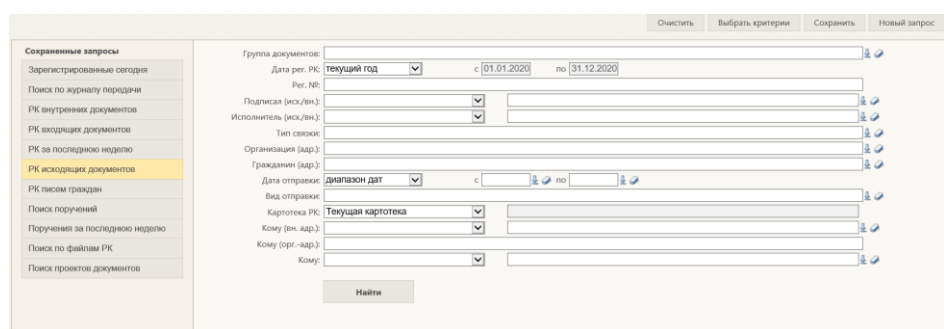 Очистить Выбрать критерии Сохранить Новый запрос
Сохраненные запросы
Зарегистрированные сегодня
Поиск по журналу передачи
РК внутренних документов
РК входящих документов
РК за последнюю неделю
РК исходящих документов
РК писем граждан
Поиск поручений
Поручения за последнюю неделю
Поиск по файлам РК
Поиск проектов документов
Группа документов:
Дата рег. РК: текущий год с 01.01.2020 по 31.12.2020
Рег. №:
Подписал (исх./вн.):
Исполнитель (исх./вн.):
Тип связки:
Организация (адр.):
Гражданин (адр.):
Дата отправки: диапазон дат с по
Вид отправки:
Картотека РК: Текущая картотека
Кому (вн. адр.):
Кому (орг.-адр.):
Кому:
Найти